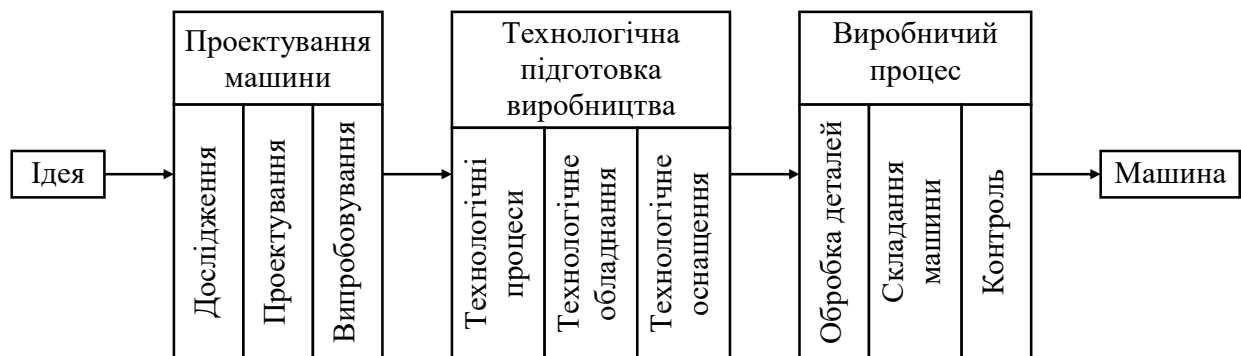 Ідея
Проектування
машини
Дослідження
Проектування
Випробовування
Технологічна
підготовка
виробництва
Технологічні
процеси
Технологічне
обладнання
Технологічне
оснащення
Виробничий
процес
Обробка деталей
Складання
машини
Контроль
Машина